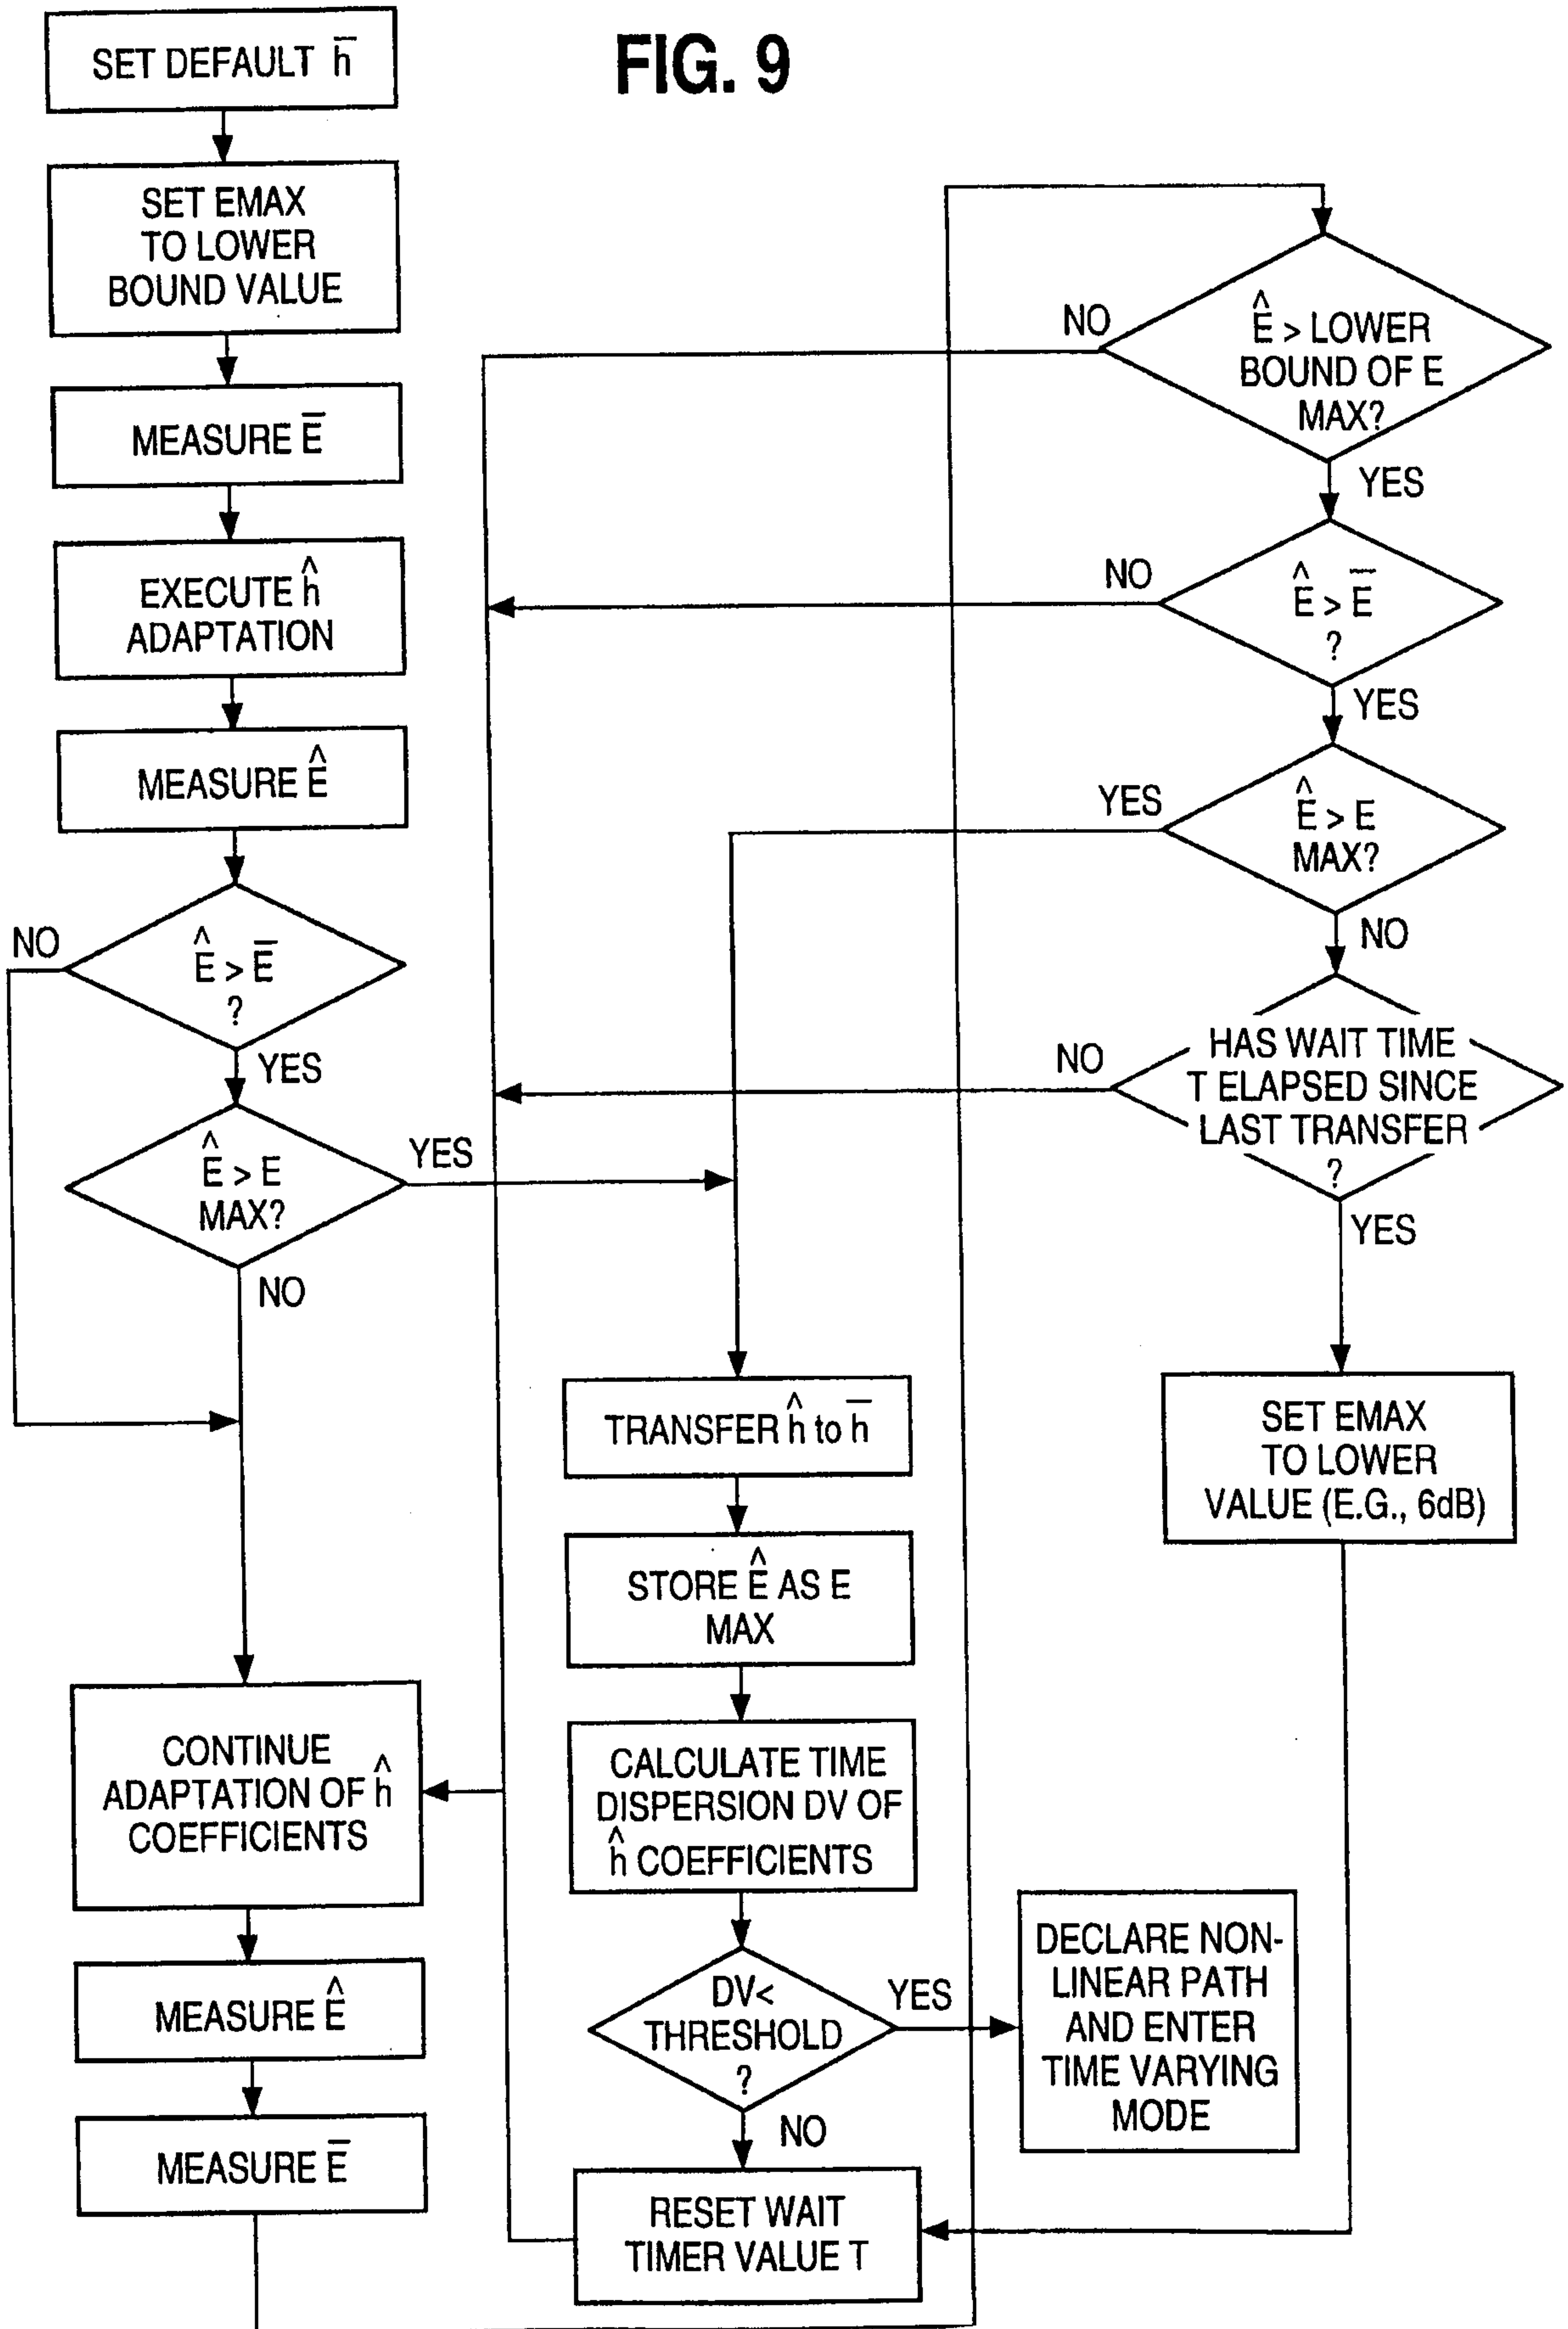 FIG. 9
SET DEFAULT h̅
SET EMAX
TO LOWER
BOUND VALUE
MEASURE E̅
EXECUTE ĥ
ADAPTATION
MEASURE Ê
Ê > E̅
?
NO
YES
Ê > E
MAX?
YES
NO
CONTINUE
ADAPTATION OF ĥ
COEFFICIENTS
MEASURE Ê
MEASURE E̅
TRANSFER ĥ to h̅
STORE Ê AS E
MAX
CALCULATE TIME
DISPERSION DV OF
ĥ COEFFICIENTS
DV<
THRESHOLD
?
YES
NO
DECLARE NON-
LINEAR PATH
AND ENTER
TIME VARYING
MODE
RESET WAIT
TIMER VALUE T
Ê > LOWER
BOUND OF E
MAX?
NO
YES
Ê > E̅
?
NO
YES
Ê > E
MAX?
YES
NO
HAS WAIT TIME
T ELAPSED SINCE
LAST TRANSFER
?
NO
YES
SET EMAX
TO LOWER
VALUE (E.G., 6dB)